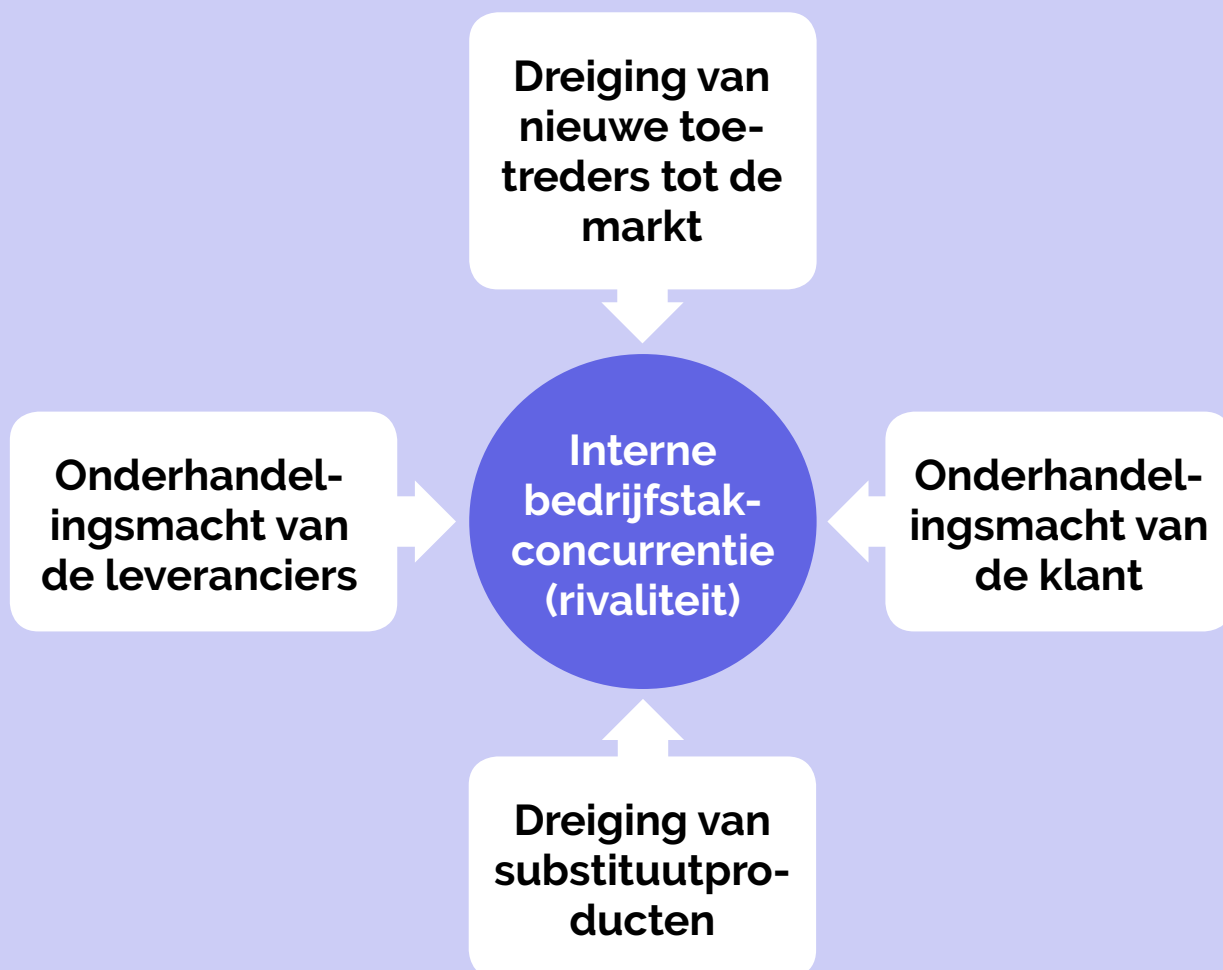 Dreiging van
nieuwe toe-
treders tot de
markt
Onderhandel-
ingsmacht van
de leveranciers
Interne
bedrijfstak-
concurrentie
(rivaliteit)
Onderhandel-
ingsmacht van
de klant
Dreiging van
substituutpro-
ducten